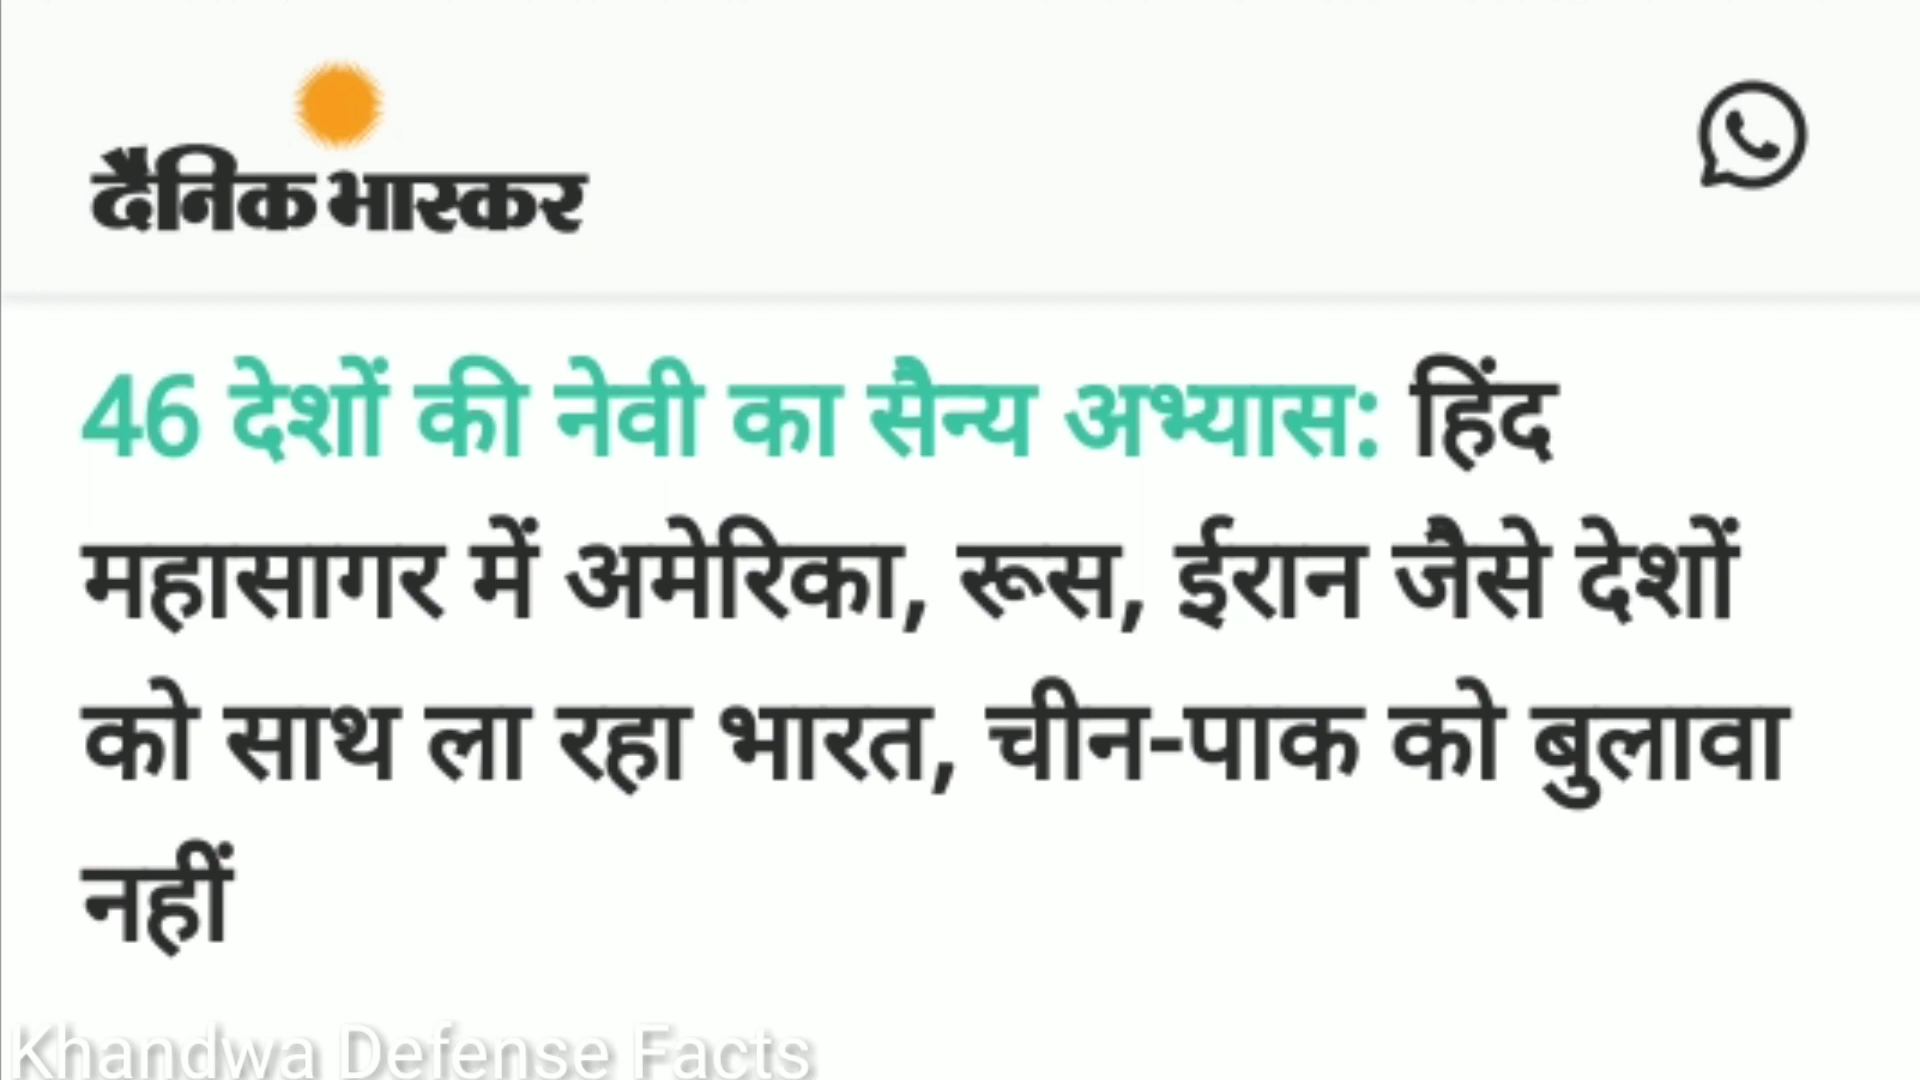 दैनिक भास्कर
46 देशों की नेवी का सैन्य अभ्यास: हिंद
महासागर में अमेरिका, रूस, ईरान जैसे देशों
को साथ ला रहा भारत, चीन-पाक को बुलावा
नहीं
Khandwa Defense Facts